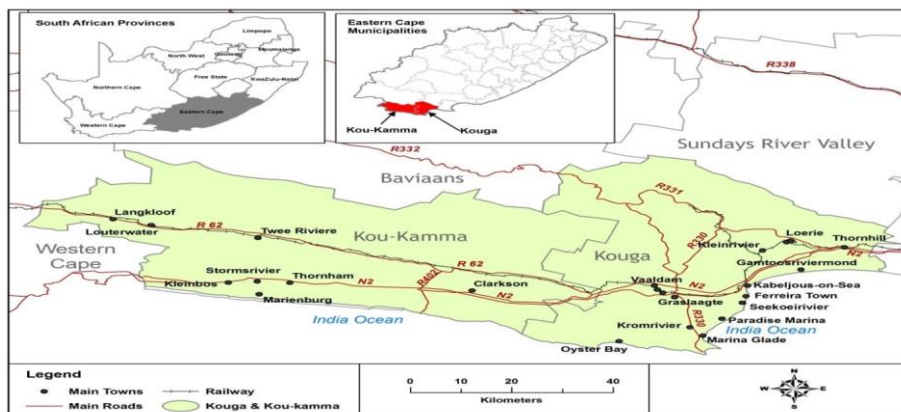 South African Provinces
Limpopo
North West
Gauteng
Mpumalanga
Free State
KwaZulu-Natal
Northern Cape
Eastern Cape
Western Cape
Eastern Cape
Municipalities
Kou-Kamma
Kouga
R338
Sundays River Valley
R332
Baviaans
R331
Langkloof
R 62
Louterwater
Twee Riviere
Kou-Kamma
R330
Loerie
Kleinrivier
Thornhill
N2
Western
Cape
Kouga
Gamtoosriviermond
R 62
Stormsrivier
R402
Vaaldam
Kleinbos
Thornham
N2
Clarkson
N2
N2
Kabeljous-on-Sea
Graslaagte
Ferreira Town
Marienburg
Seekoeirivier
India Ocean
Paradise Marina
Kromrivier
R330
India Ocean
Oyster Bay
Marina Glade
Legend
Main Towns
Railway
Main Roads
Kouga & Kou-kamma
0 10 20 40
Kilometers
N
W E
S